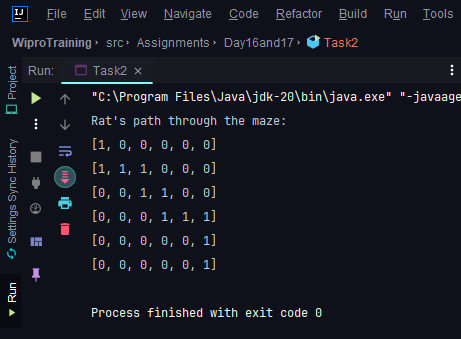 IJ File Edit View Navigate Code Refactor Build Run Tools
WiproTraining › src › Assignments › Day16and17 › Task2
Run: Task2 ×
Project
Settings Sync History
Run
"C:\Program Files\Java\jdk-20\bin\java.exe" "-javaage
Rat's path through the maze:
[1, 0, 0, 0, 0, 0]
[1, 1, 1, 0, 0, 0]
[0, 0, 1, 1, 0, 0]
[0, 0, 0, 1, 1, 1]
[0, 0, 0, 0, 0, 1]
[0, 0, 0, 0, 0, 1]
Process finished with exit code 0